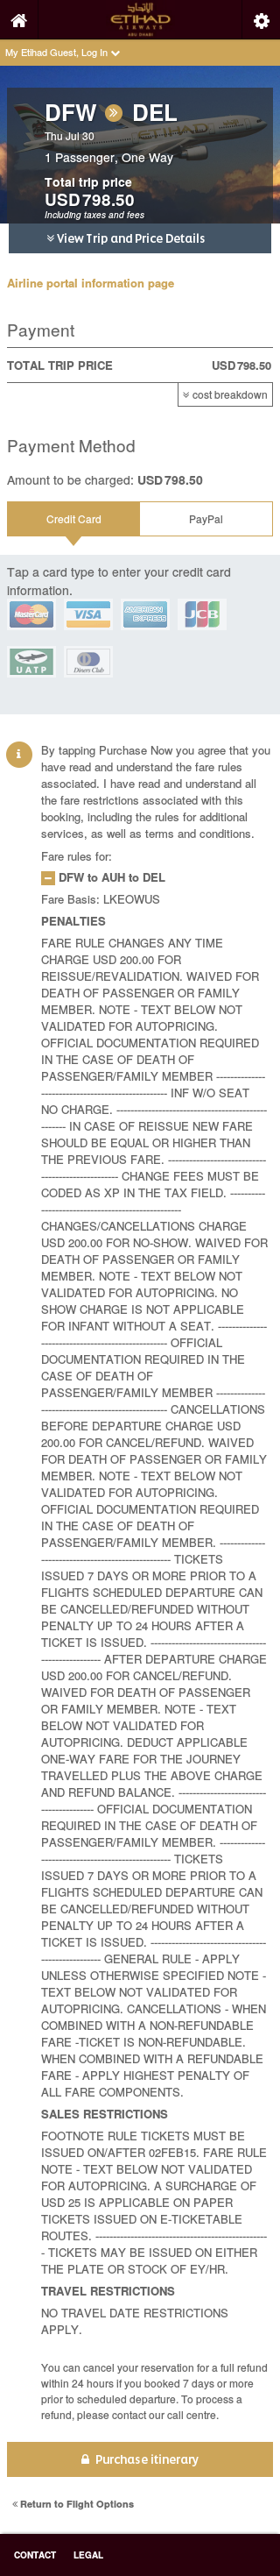 الإتحاد
ETIHAD
AIRWAYS
ABU DHABI
My Etihad Guest, Log In
DFW DEL
Thu Jul 30
1 Passenger, One Way
Total trip price
USD 798.50
Including taxes and fees
View Trip and Price Details
Airline portal information page
Payment
TOTAL TRIP PRICE USD 798.50
cost breakdown
Payment Method
Amount to be charged: USD 798.50
Credit Card PayPal
Tap a card type to enter your credit card
information.
MasterCard VISA AMERICAN EXPRESS JCB
UATP Diners Club
By tapping Purchase Now you agree that you
have read and understand the fare rules
associated. I have read and understand all
the fare restrictions associated with this
booking, including the rules for additional
services, as well as terms and conditions.
Fare rules for:
DFW to AUH to DEL
Fare Basis: LKEOWUS
PENALTIES
FARE RULE CHANGES ANY TIME
CHARGE USD 200.00 FOR
REISSUE/REVALIDATION. WAIVED FOR
DEATH OF PASSENGER OR FAMILY
MEMBER. NOTE - TEXT BELOW NOT
VALIDATED FOR AUTOPRICING.
OFFICIAL DOCUMENTATION REQUIRED
IN THE CASE OF DEATH OF
PASSENGER/FAMILY MEMBER --------------
----------------------------------- INF W/O SEAT
NO CHARGE. ------------------------------------------
------- IN CASE OF REISSUE NEW FARE
SHOULD BE EQUAL OR HIGHER THAN
THE PREVIOUS FARE. ---------------------------
---------------------- CHANGE FEES MUST BE
CODED AS XP IN THE TAX FIELD. ----------
---------------------------------------
CHANGES/CANCELLATIONS CHARGE
USD 200.00 FOR NO-SHOW. WAIVED FOR
DEATH OF PASSENGER OR FAMILY
MEMBER. NOTE - TEXT BELOW NOT
VALIDATED FOR AUTOPRICING. NO
SHOW CHARGE IS NOT APPLICABLE
FOR INFANT WITHOUT A SEAT. --------------
----------------------------------- OFFICIAL
DOCUMENTATION REQUIRED IN THE
CASE OF DEATH OF
PASSENGER/FAMILY MEMBER --------------
----------------------------------- CANCELLATIONS
BEFORE DEPARTURE CHARGE USD
200.00 FOR CANCEL/REFUND. WAIVED
FOR DEATH OF PASSENGER OR FAMILY
MEMBER. NOTE - TEXT BELOW NOT
VALIDATED FOR AUTOPRICING.
OFFICIAL DOCUMENTATION REQUIRED
IN THE CASE OF DEATH OF
PASSENGER/FAMILY MEMBER. -------------
------------------------------------ TICKETS
ISSUED 7 DAYS OR MORE PRIOR TO A
FLIGHTS SCHEDULED DEPARTURE CAN
BE CANCELLED/REFUNDED WITHOUT
PENALTY UP TO 24 HOURS AFTER A
TICKET IS ISSUED. --------------------------------
----------------- AFTER DEPARTURE CHARGE
USD 200.00 FOR CANCEL/REFUND.
WAIVED FOR DEATH OF PASSENGER
OR FAMILY MEMBER. NOTE - TEXT
BELOW NOT VALIDATED FOR
AUTOPRICING. DEDUCT APPLICABLE
ONE-WAY FARE FOR THE JOURNEY
TRAVELLED PLUS THE ABOVE CHARGE
AND REFUND BALANCE. ------------------------
--------------- OFFICIAL DOCUMENTATION
REQUIRED IN THE CASE OF DEATH OF
PASSENGER/FAMILY MEMBER. -------------
------------------------------------ TICKETS
ISSUED 7 DAYS OR MORE PRIOR TO A
FLIGHTS SCHEDULED DEPARTURE CAN
BE CANCELLED/REFUNDED WITHOUT
PENALTY UP TO 24 HOURS AFTER A
TICKET IS ISSUED. --------------------------------
----------------- GENERAL RULE - APPLY
UNLESS OTHERWISE SPECIFIED NOTE -
TEXT BELOW NOT VALIDATED FOR
AUTOPRICING. CANCELLATIONS - WHEN
COMBINED WITH A NON-REFUNDABLE
FARE -TICKET IS NON-REFUNDABLE.
WHEN COMBINED WITH A REFUNDABLE
FARE - APPLY HIGHEST PENALTY OF
ALL FARE COMPONENTS.
SALES RESTRICTIONS
FOOTNOTE RULE TICKETS MUST BE
ISSUED ON/AFTER 02FEB15. FARE RULE
NOTE - TEXT BELOW NOT VALIDATED
FOR AUTOPRICING. A SURCHARGE OF
USD 25 IS APPLICABLE ON PAPER
TICKETS ISSUED ON E-TICKETABLE
ROUTES. ------------------------------------------------
- TICKETS MAY BE ISSUED ON EITHER
THE PLATE OR STOCK OF EY/HR.
TRAVEL RESTRICTIONS
NO TRAVEL DATE RESTRICTIONS
APPLY.
You can cancel your reservation for a full refund
within 24 hours if you booked 7 days or more
prior to scheduled departure. To process a
refund, please contact our call centre.
Purchase itinerary
« Return to Flight Options
CONTACT LEGAL